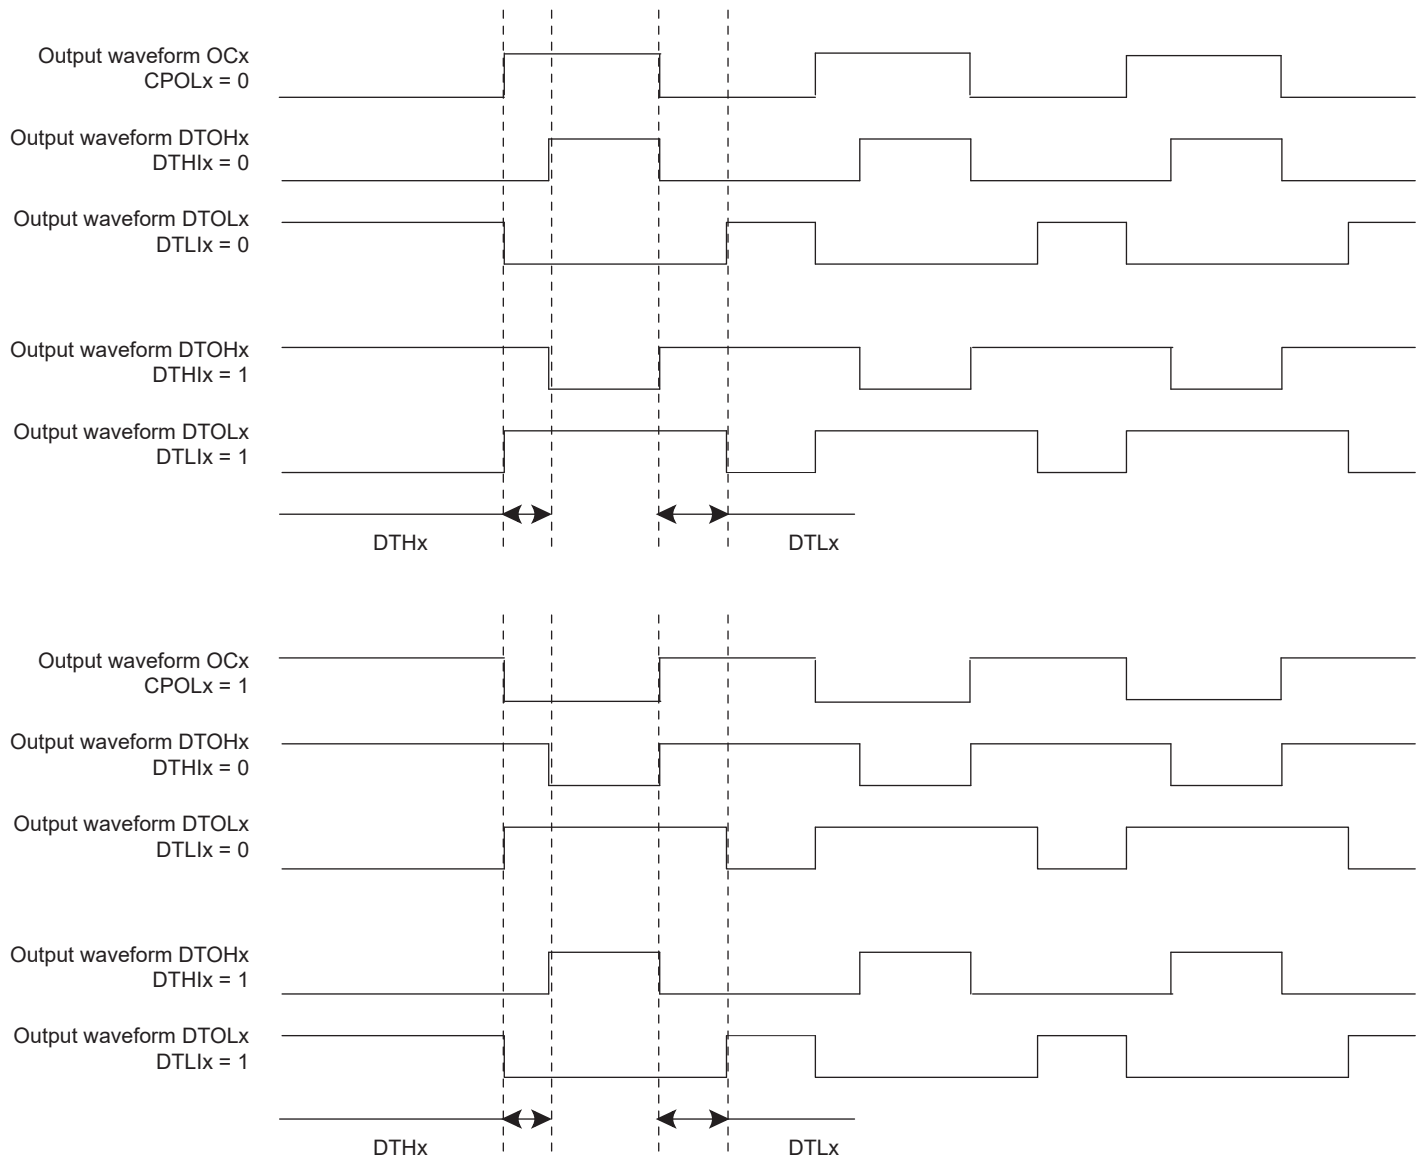 Output waveform OCx
CPOLx = 0
Output waveform DTOHx
DTHIx = 0
Output waveform DTOLx
DTLIx = 0
Output waveform DTOHx
DTHIx = 1
Output waveform DTOLx
DTLIx = 1
DTHx
DTLx
Output waveform OCx
CPOLx = 1
Output waveform DTOHx
DTHIx = 0
Output waveform DTOLx
DTLIx = 0
Output waveform DTOHx
DTHIx = 1
Output waveform DTOLx
DTLIx = 1
DTHx
DTLx